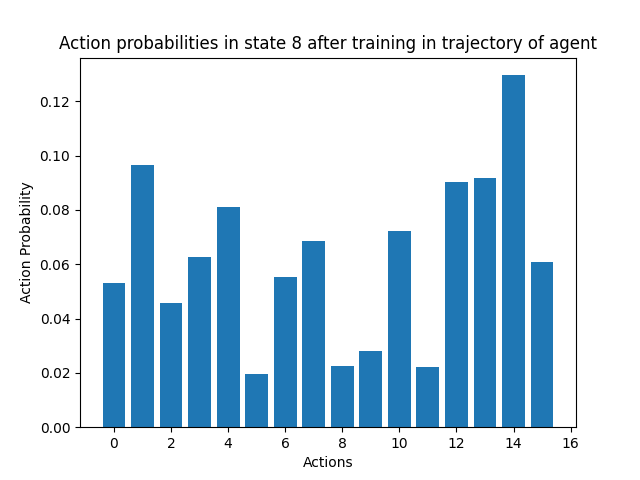 Action probabilities in state 8 after training in trajectory of agent
0.12
0.10
0.08
0.06
0.04
0.02
0.00
Action Probability
0 2 4 6 8 10 12 14 16
Actions